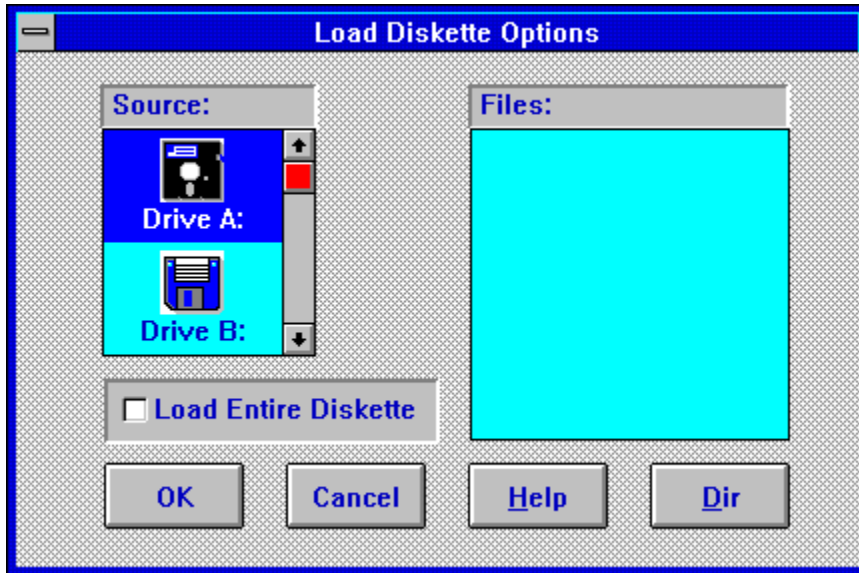 Load Diskette Options
Source:
Files:
Drive A:
Drive B:
Load Entire Diskette
OK
Cancel
Help
Dir